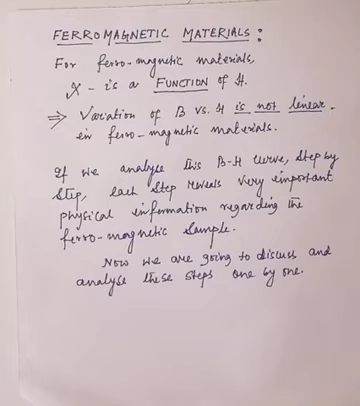 FERROMAGNETIC MATERIALS:
For ferro-magnetic materials,
χ - is a FUNCTION of H.
⇒ Variation of B vs. H is not linear.
in ferro-magnetic materials.
If we analyse this B-H curve, step by
step, each step reveals very important
physical information regarding the
ferro-magnetic sample.
Now we are going to discuss and
analyse these steps one by one.